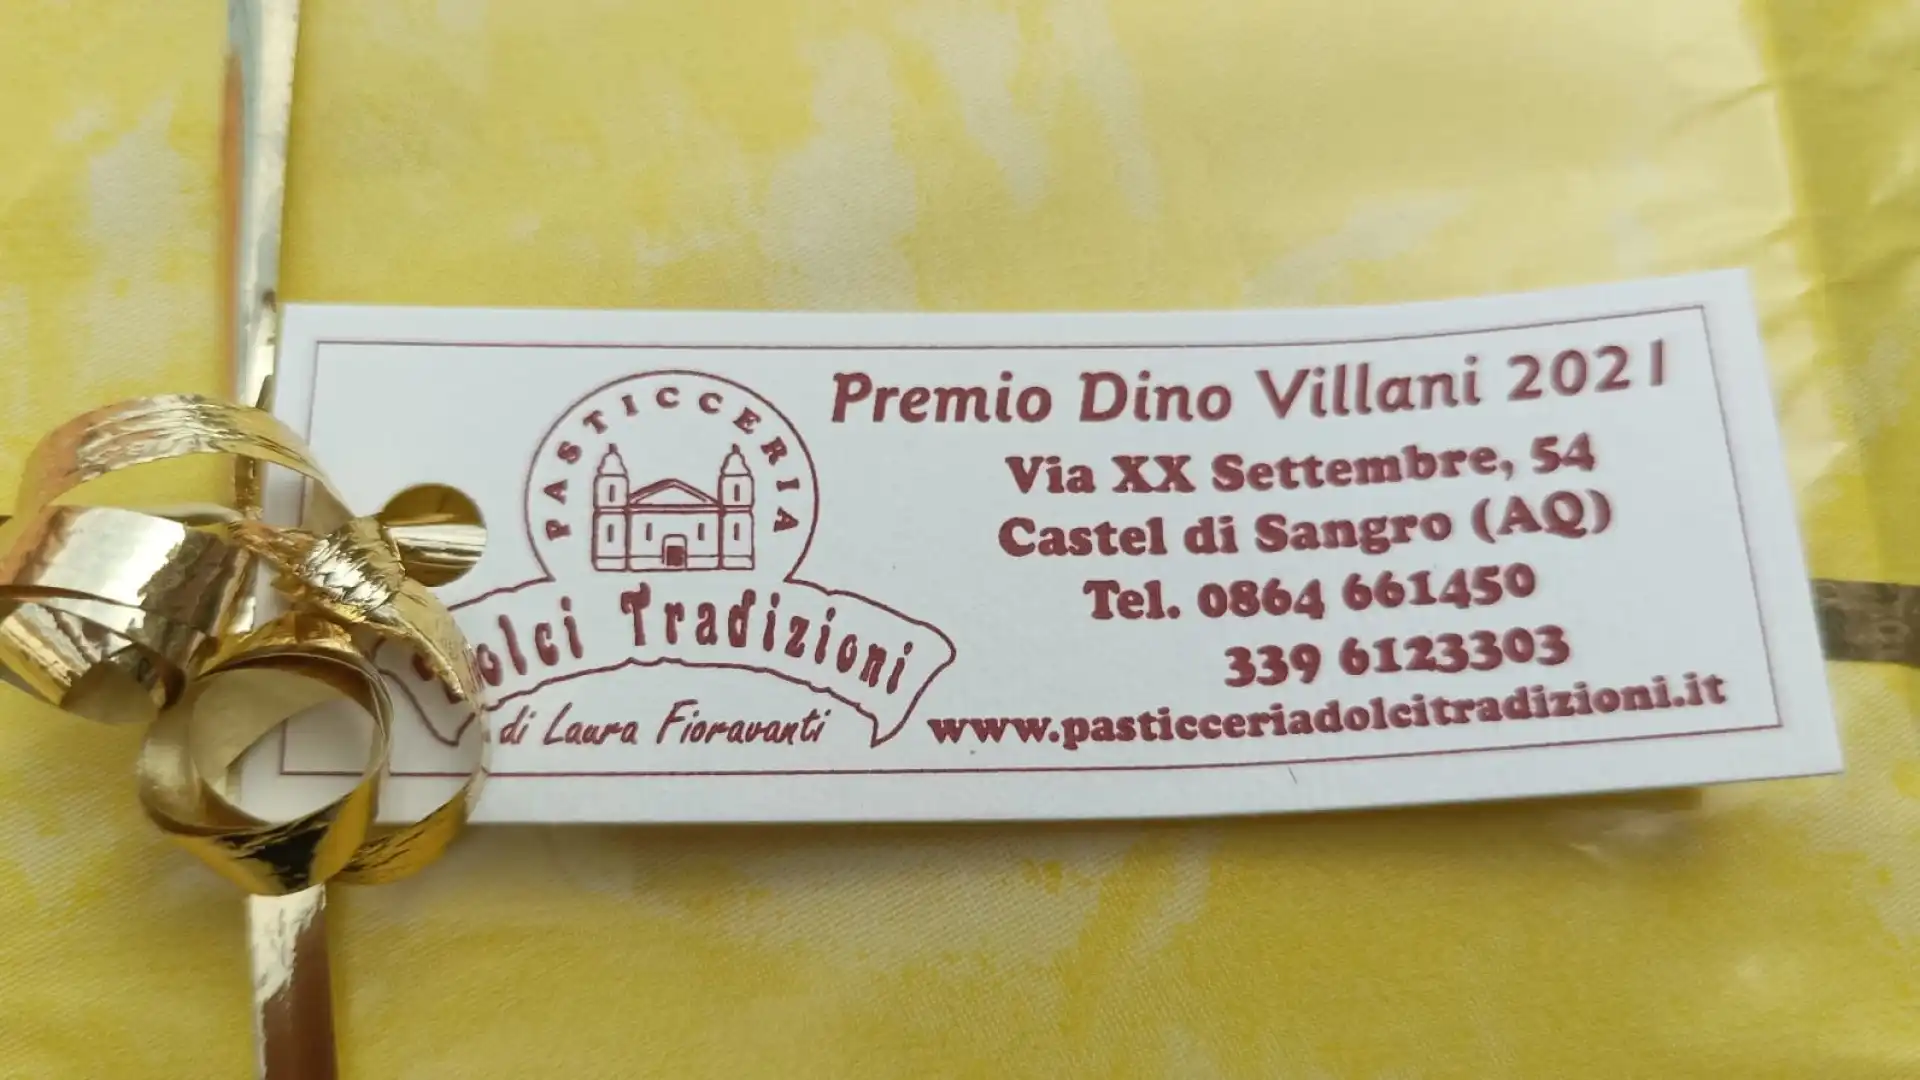 PASTICCERIA
Dolci Tradizioni
di Laura Fioravanti
Premio Dino Villani 2021
Via XX Settembre, 54
Castel di Sangro (AQ)
Tel. 0864 661450
339 6123303
www.pasticceriadolcitradizioni.it